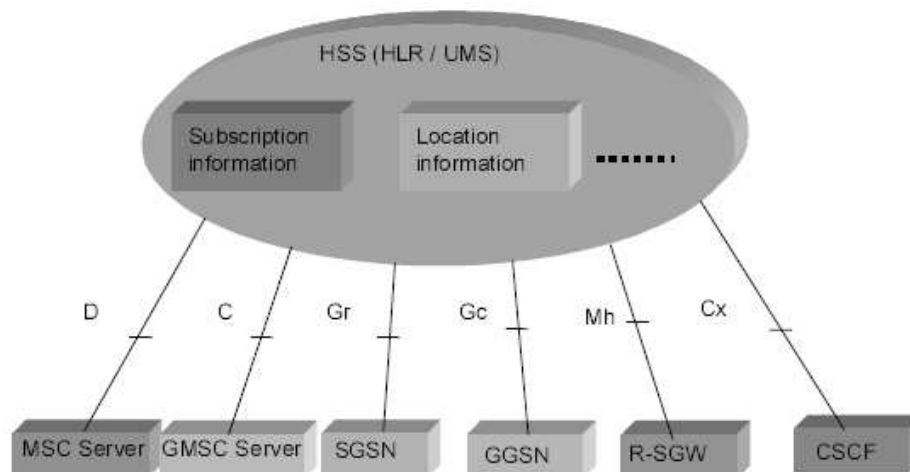 HSS (HLR / UMS)
Subscription
information
Location
information
D
C
Gr
Gc
Mh
Cx
MSC Server
GMSC Server
SGSN
GGSN
R-SGW
CSCF